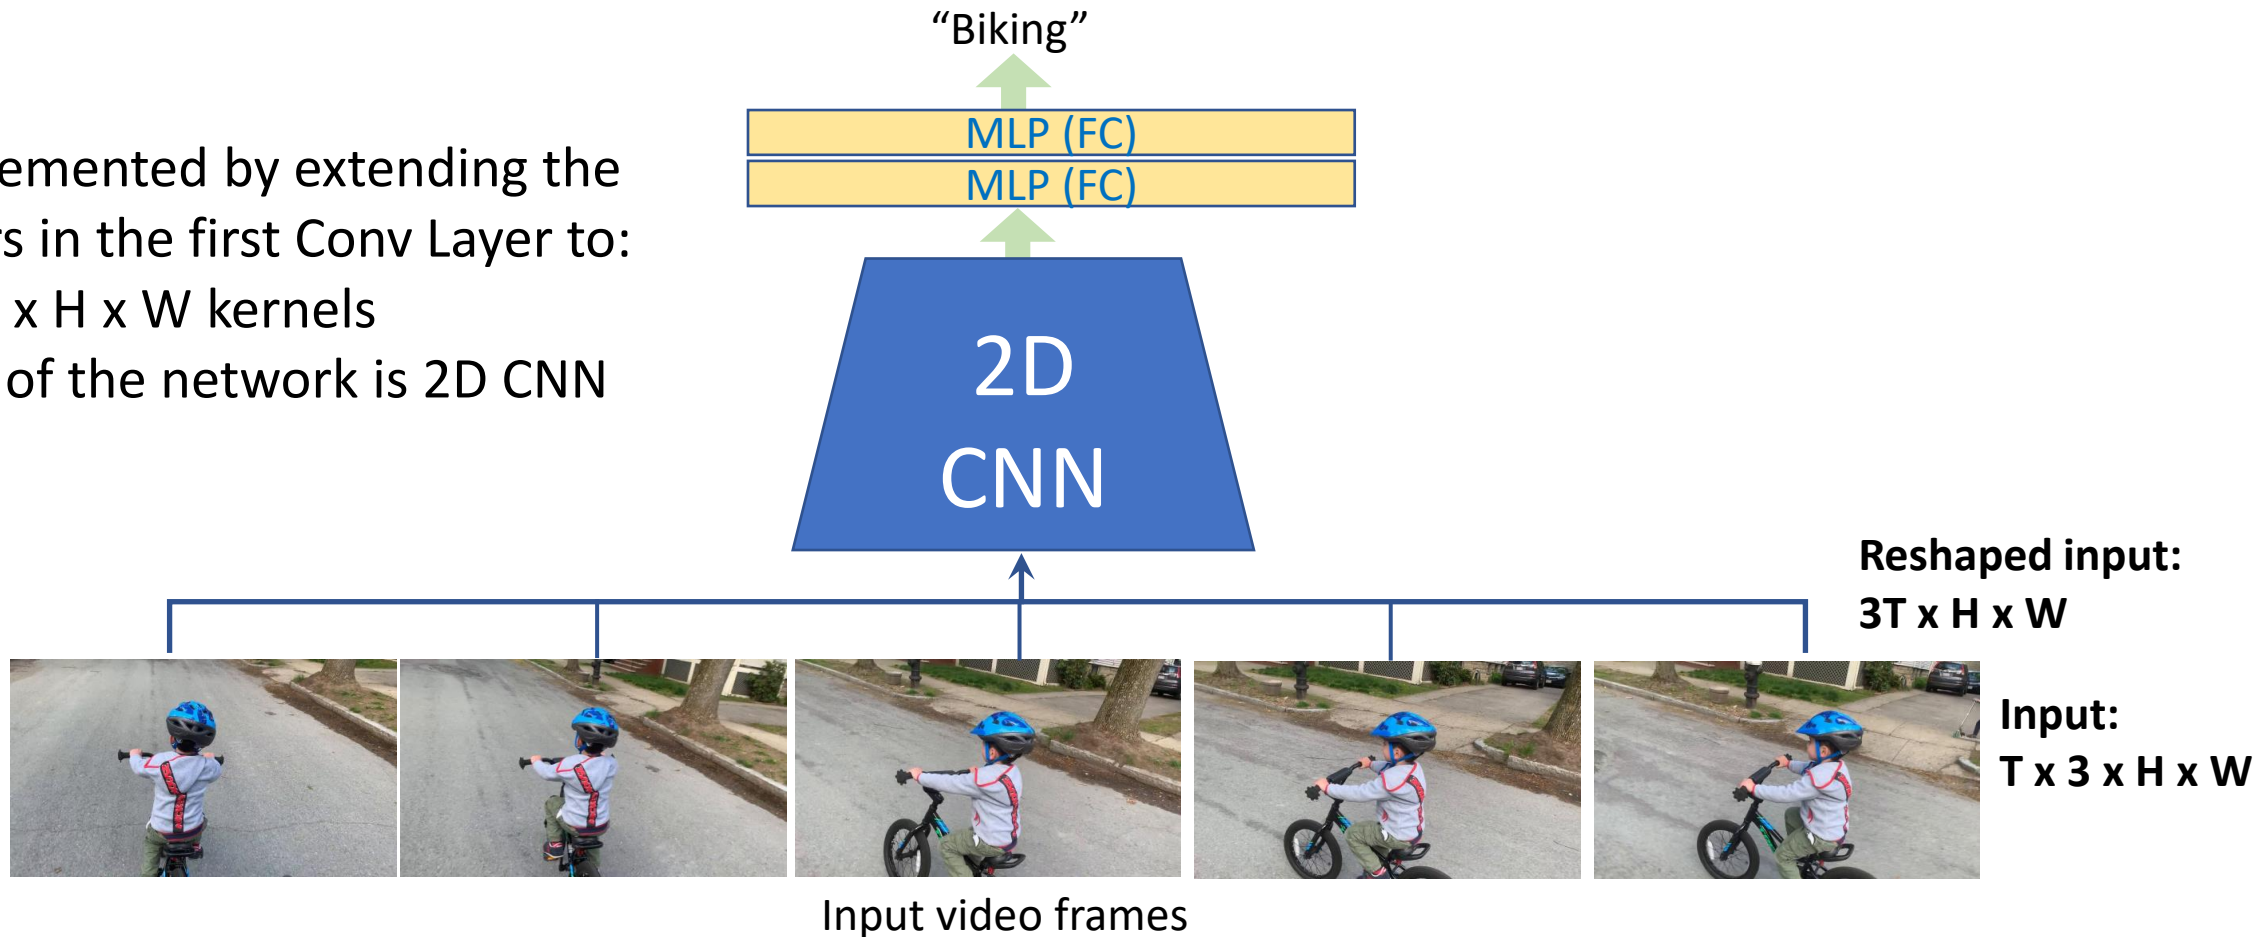 “Biking”
MLP (FC)
MLP (FC)
emented by extending the
rs in the first Conv Layer to:
x H x W kernels
of the network is 2D CNN
2D
CNN
Reshaped input:
3T x H x W
Input:
T x 3 x H x W
Input video frames